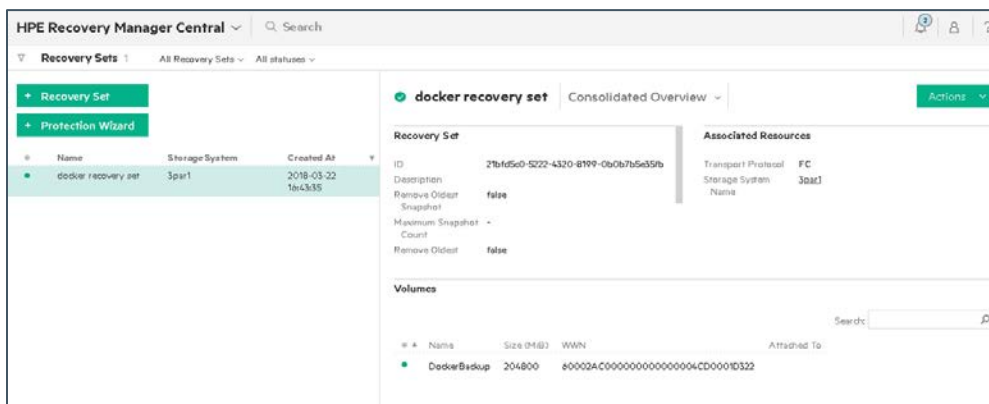 HPE Recovery Manager Central Search 2
Recovery Sets 1 All Recovery Sets All statuses
+ Recovery Set
+ Protection Wizard
Name Storage System Created At
docker recovery set 3par1 2018-03-22
16:43:35
docker recovery set Consolidated Overview Actions
Recovery Set
ID 21bfd5c0-5222-4320-8199-0b0b7b5e35fb
Description
Remove Oldest false
Snapshot
Maximum Snapshot -
Count
Remove Oldest false
Associated Resources
Transport Protocol FC
Storage System 3par1
Name
Volumes
Search:
Name Size (MiB) WWN Attached To
DockerBackup 204800 60002AC0000000000000004CD0001D322